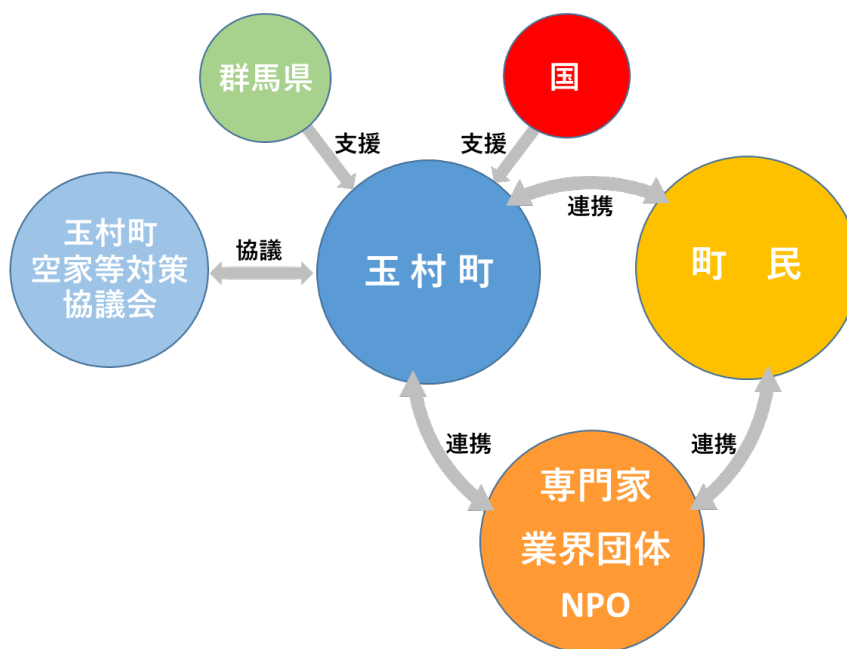 群馬県
国
支援
支援
連携
玉村町
空家等対策
協議会
協議
玉 村 町
町　民
連携
連携
専門家
業界団体
NPO